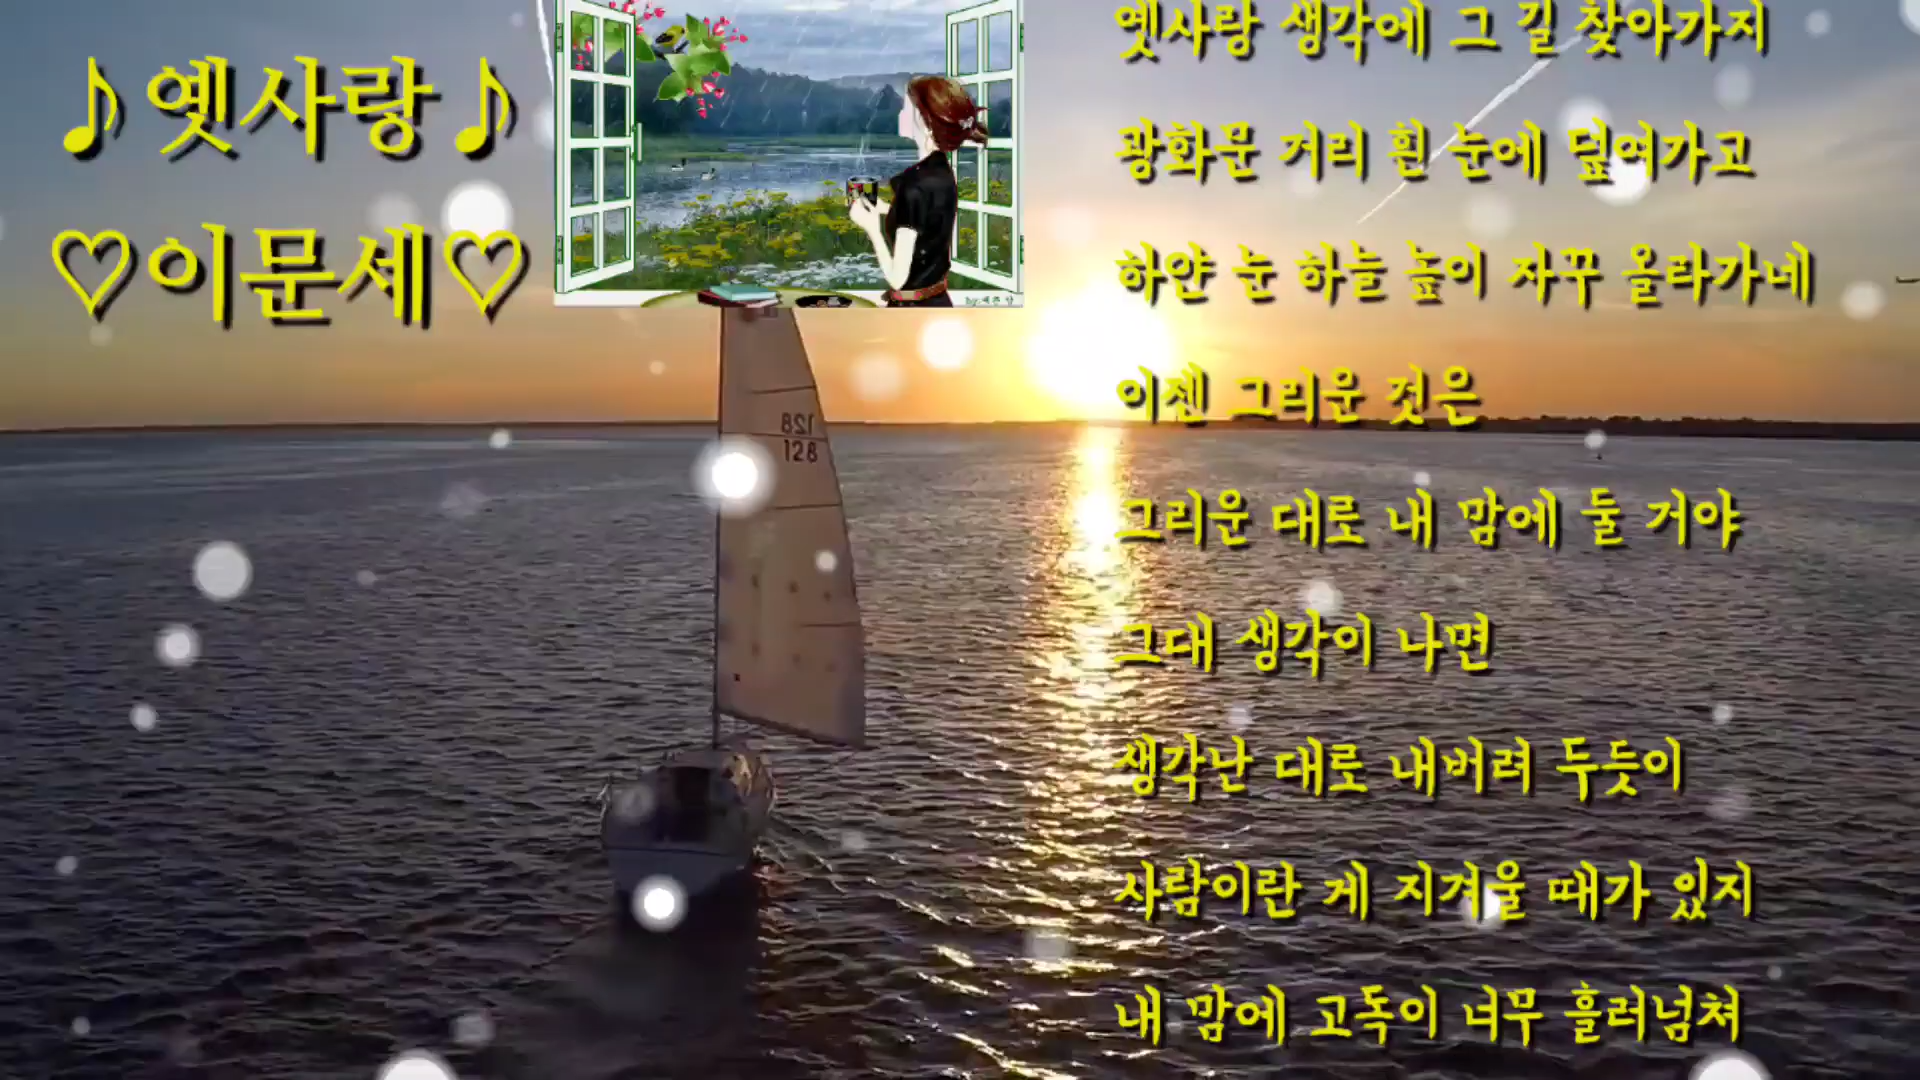 ♪옛사랑♪
♡이문세♡
옛사랑 생각에 그 길 찾아가지
광화문 거리 흰 눈에 덮여가고
하얀 눈 하늘 높이 자꾸 올라가네
이젠 그리운 것은
그리운 대로 내 맘에 둘 거야
그대 생각이 나면
생각난 대로 내버려 두듯이
사람이란 게 지겨울 때가 있지
내 맘에 고독이 너무 흘러넘쳐
128
128